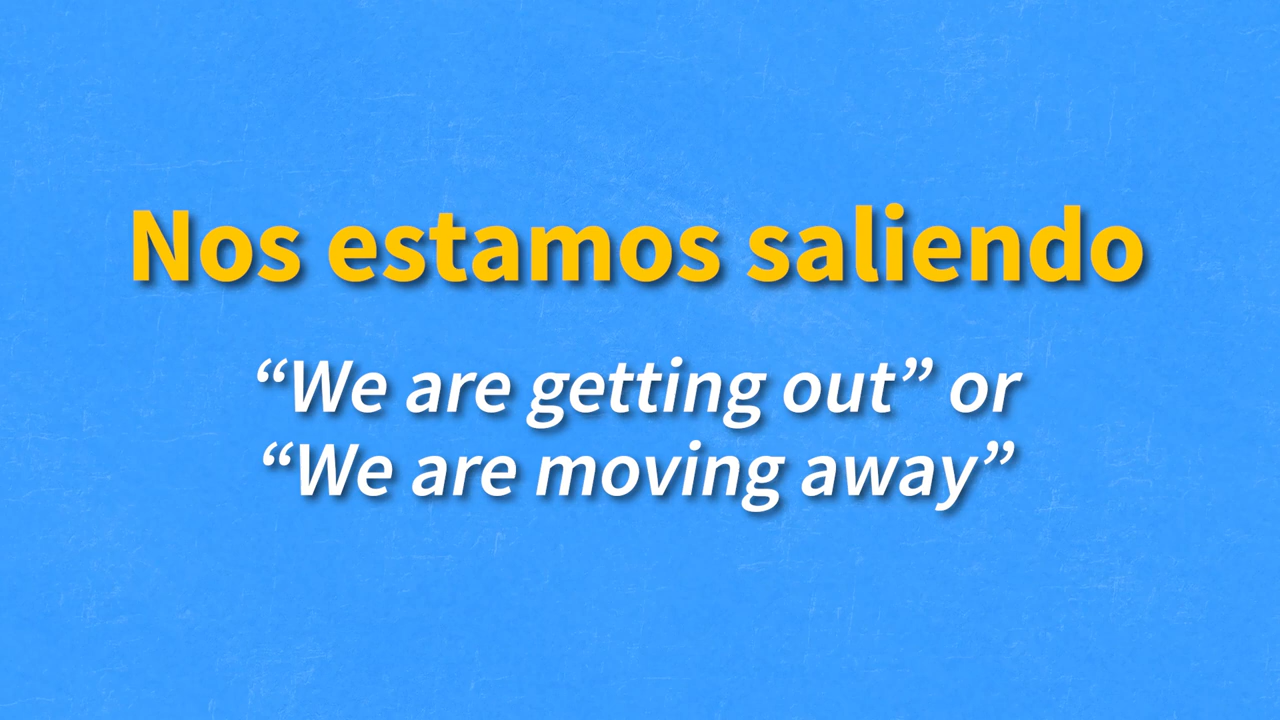 Nos estamos saliendo
“We are getting out” or
“We are moving away”